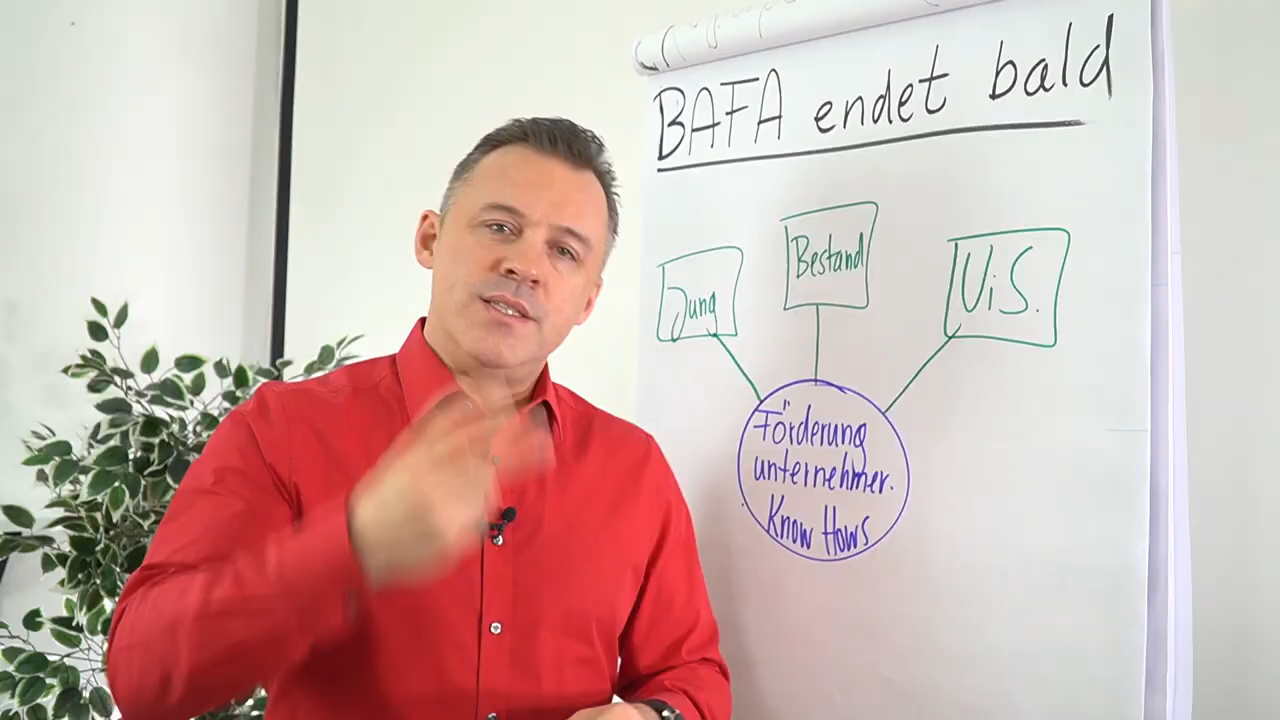 BAFA endet bald
Jung
Bestand
UiS.
Förderung
unternehmer.
Know Hows